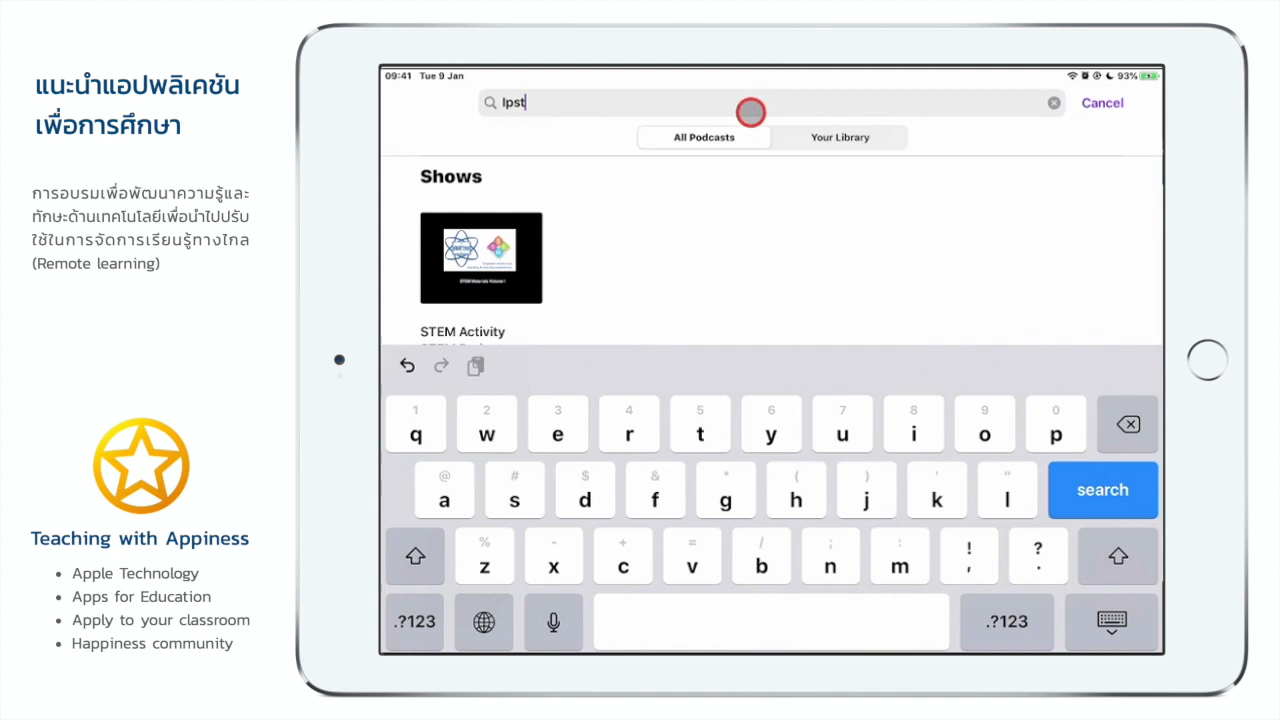 แนะนำแอปพลิเคชัน
เพื่อการศึกษา
การอบรมเพื่อพัฒนาความรู้และ
ทักษะด้านเทคโนโลยีเพื่อนำไปปรับ
ใช้ในการจัดการเรียนรู้ทางไกล
(Remote learning)
Teaching with Appiness
• Apple Technology
• Apps for Education
• Apply to your classroom
• Happiness community
09:41 Tue 9 Jan
93%
Ipst
Cancel
All Podcasts
Your Library
Shows
STEM Materials Volume I
STEM Activity
1 2 3 4 5 6 7 8 9 0
q w e r t y u i o p
@ # $ & * ( ) ' "
a s d f g h j k l search
% - + = / ; : ! ?
z x c v b n m , .
.?123 .?123